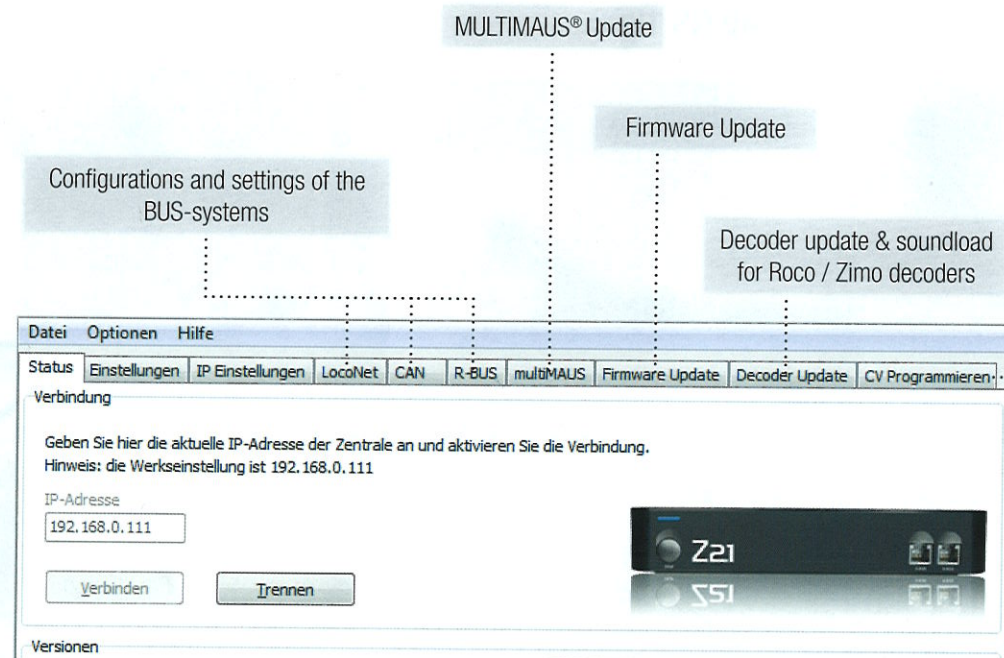 MULTIMAUS® Update
Firmware Update
Configurations and settings of the
BUS-systems
Decoder update & soundload
for Roco / Zimo decoders
Datei Optionen Hilfe
Status Einstellungen IP Einstellungen LocoNet CAN R-BUS multiMAUS Firmware Update Decoder Update CV Programmieren
Verbindung
Geben Sie hier die aktuelle IP-Adresse der Zentrale an und aktivieren Sie die Verbindung.
Hinweis: die Werkseinstellung ist 192.168.0.111
IP-Adresse
192.168.0.111
Z21
Verbinden Trennen
Versionen